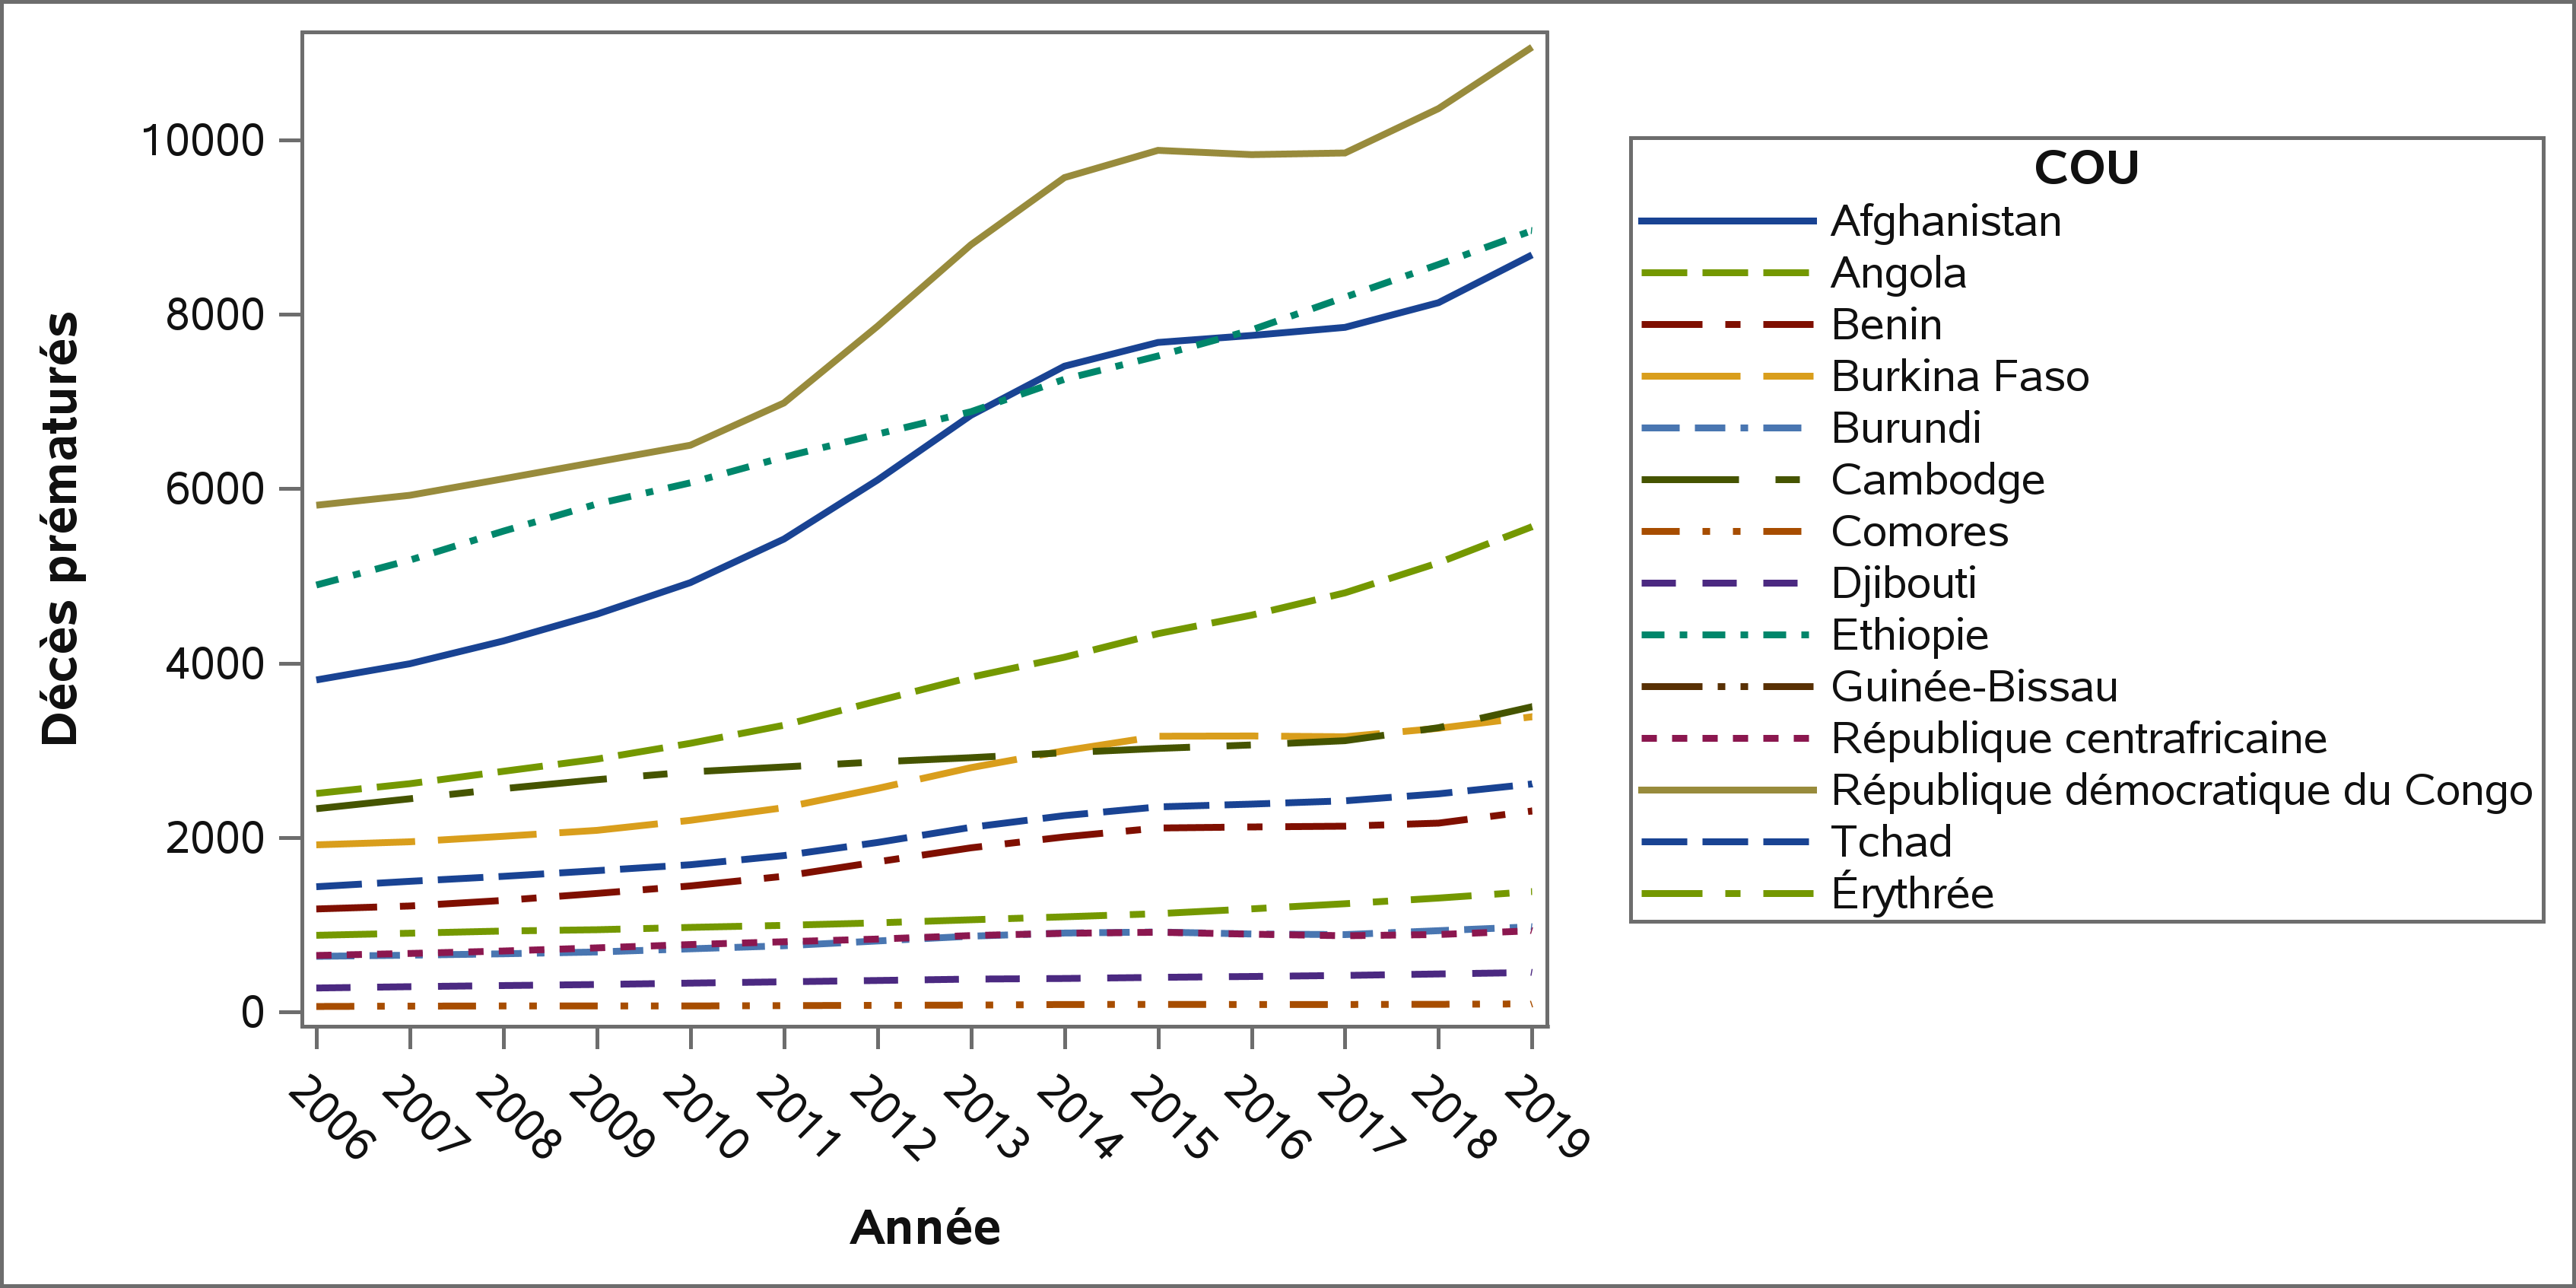 Décès prématurés
10000
8000
6000
4000
2000
0
2006
2007
2008
2009
2010
2011
2012
2013
2014
2015
2016
2017
2018
2019
Année
COU
Afghanistan
Angola
Benin
Burkina Faso
Burundi
Cambodge
Comores
Djibouti
Ethiopie
Guinée-Bissau
République centrafricaine
République démocratique du Congo
Tchad
Érythrée